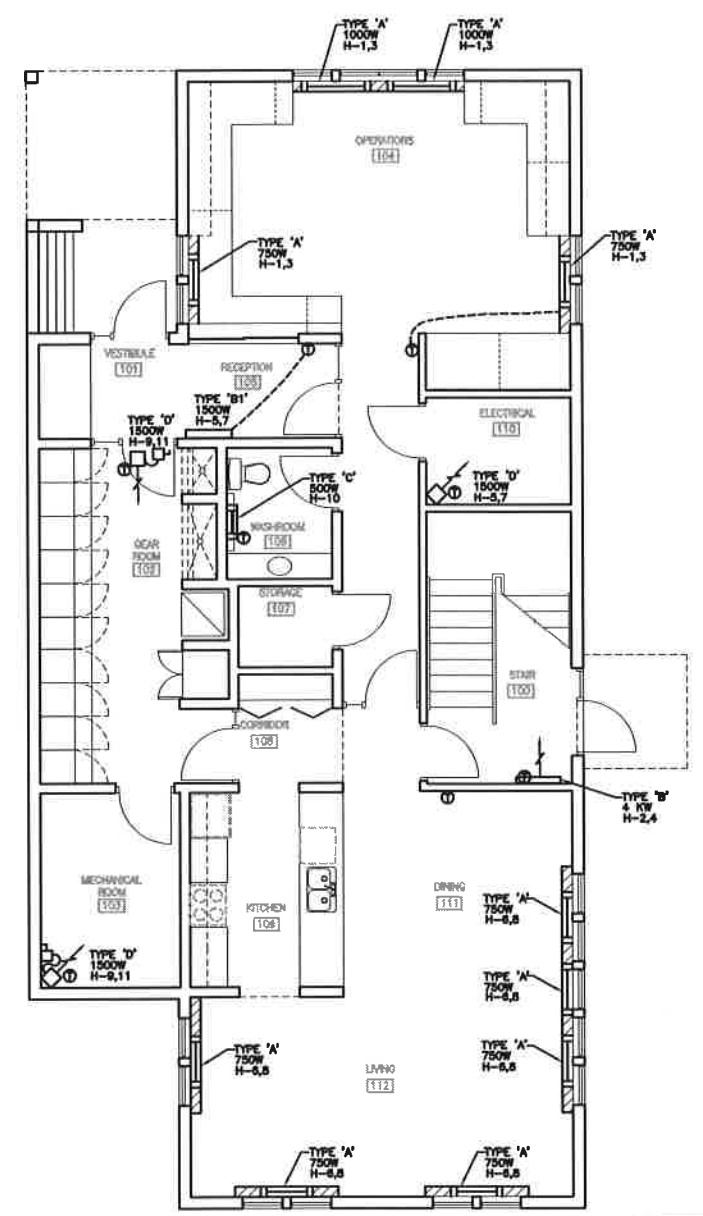 TYPE 'A'
1000W
H-1,3
TYPE 'A'
1000W
H-1,3
OPERATIONS
104
TYPE 'A'
750W
H-1,3
TYPE 'A'
750W
H-1,3
VESTIBULE
101
RECEPTION
105
T
T
TYPE 'B1'
1500W
H-5,7
TYPE 'D'
1500W
H-9,11
T
ELECTRICAL
110
TYPE 'D'
1500W
H-5,7
T
TYPE 'C'
500W
H-10
WASHROOM
106
T
GEAR
ROOM
102
STORAGE
107
STAIR
100
CORRIDOR
108
T
T
TYPE 'B'
4 KW
H-2,4
MECHANICAL
ROOM
103
TYPE 'D'
1500W
H-9,11
T
KITCHEN
DINING
111
TYPE 'A'
750W
H-6,8
TYPE 'A'
750W
H-6,8
TYPE 'A'
750W
H-6,8
TYPE 'A'
750W
H-6,8
LIVING
112
TYPE 'A'
750W
H-6,8
TYPE 'A'
750W
H-6,8